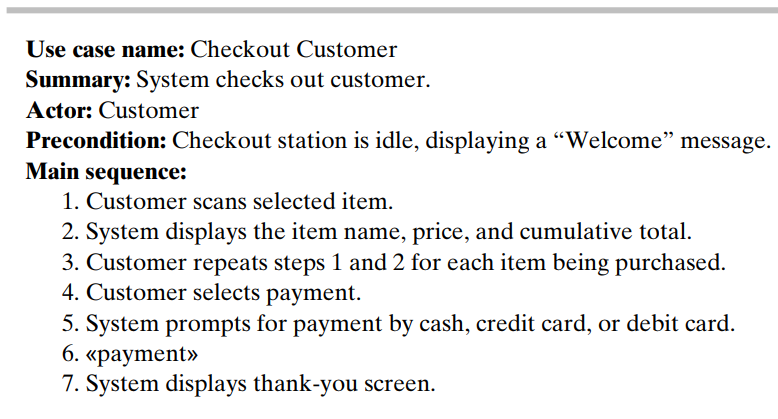 Use case name: Checkout Customer
Summary: System checks out customer.
Actor: Customer
Precondition: Checkout station is idle, displaying a “Welcome” message.
Main sequence:
1. Customer scans selected item.
2. System displays the item name, price, and cumulative total.
3. Customer repeats steps 1 and 2 for each item being purchased.
4. Customer selects payment.
5. System prompts for payment by cash, credit card, or debit card.
6. «payment»
7. System displays thank-you screen.